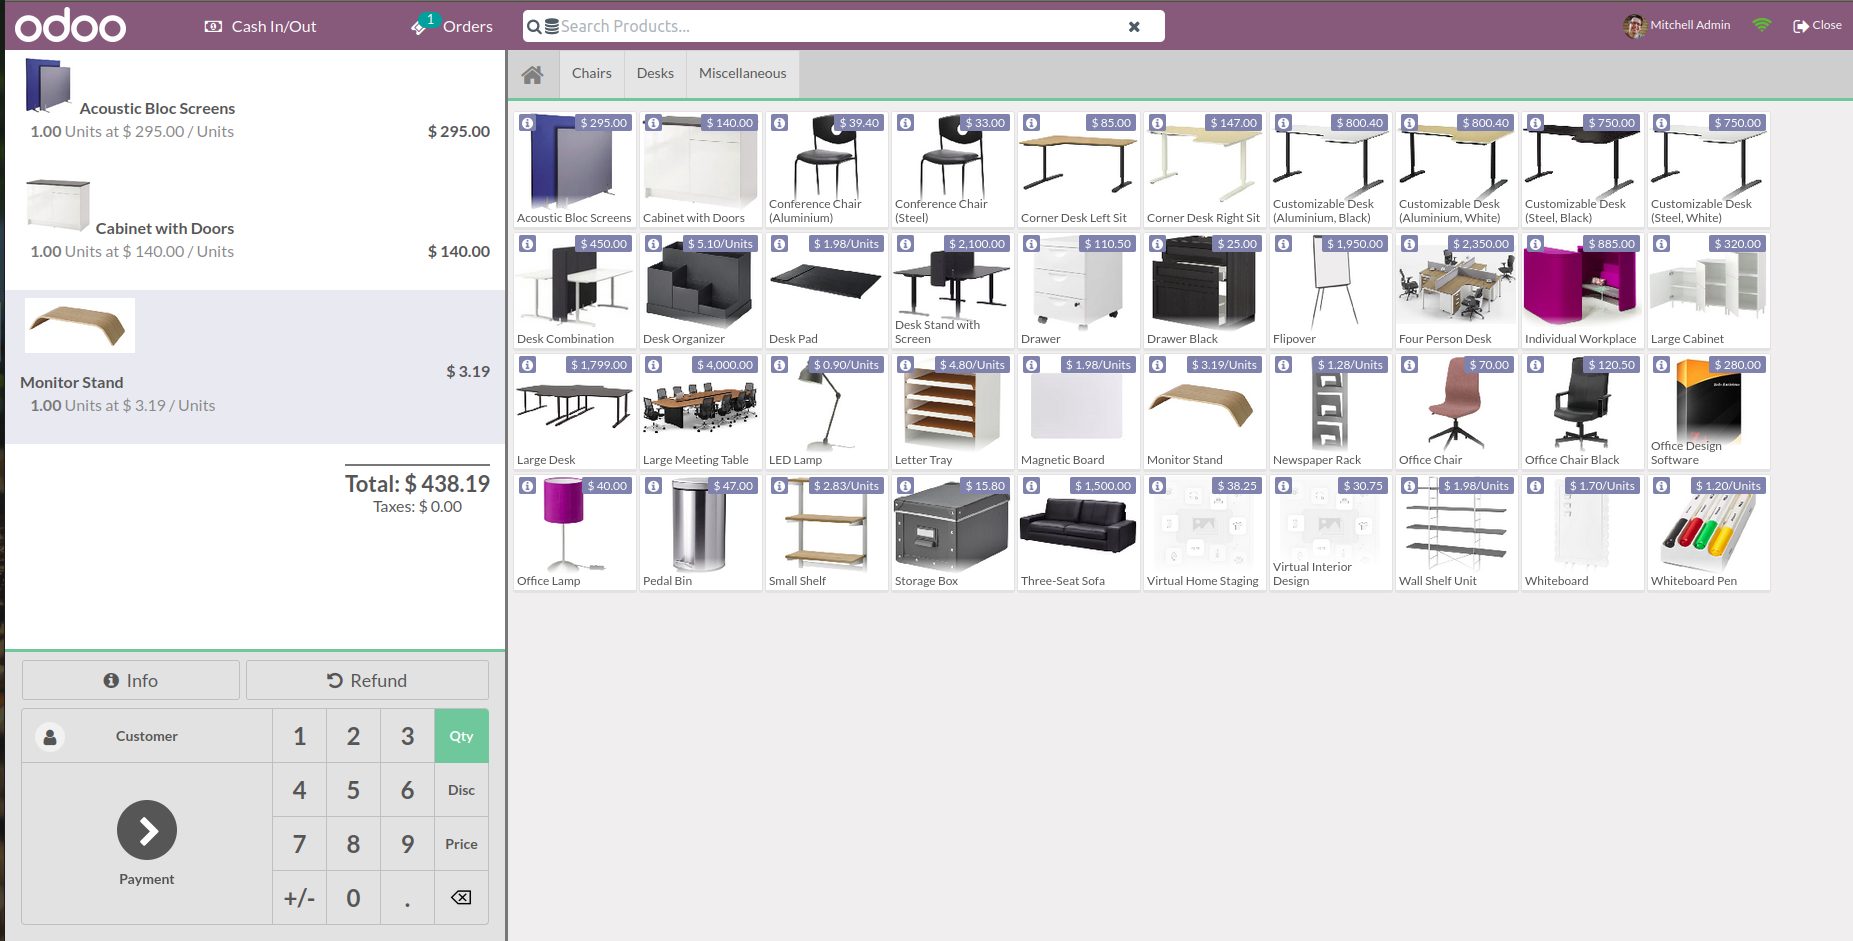 odoo
Cash In/Out
1
Orders
Search Products...
Mitchell Admin
Close
Acoustic Bloc Screens
1.00 Units at $ 295.00 / Units
$ 295.00
Cabinet with Doors
1.00 Units at $ 140.00 / Units
$ 140.00
Monitor Stand
$ 3.19
1.00 Units at $ 3.19 / Units
Total: $ 438.19
Taxes: $ 0.00
Info
Refund
Customer
1 2 3 Qty
4 5 6 Disc
7 8 9 Price
Payment
+/- 0 .
Chairs
Desks
Miscellaneous
$ 295.00
Acoustic Bloc Screens
$ 140.00
Cabinet with Doors
$ 39.40
Conference Chair
(Aluminium)
$ 33.00
Conference Chair
(Steel)
$ 85.00
Corner Desk Left Sit
$ 147.00
Corner Desk Right Sit
$ 800.40
Customizable Desk
(Aluminium, Black)
$ 800.40
Customizable Desk
(Aluminium, White)
$ 750.00
Customizable Desk
(Steel, Black)
$ 750.00
Customizable Desk
(Steel, White)
$ 450.00
Desk Combination
$ 5.10/Units
Desk Organizer
$ 1.98/Units
Desk Pad
$ 2,100.00
Desk Stand with
Screen
$ 110.50
Drawer
$ 25.00
Drawer Black
$ 1,950.00
Flipover
$ 2,350.00
Four Person Desk
$ 885.00
Individual Workplace
$ 320.00
Large Cabinet
$ 1,799.00
Large Desk
$ 4,000.00
Large Meeting Table
$ 0.90/Units
LED Lamp
$ 4.80/Units
Letter Tray
$ 1.98/Units
Magnetic Board
$ 3.19/Units
Monitor Stand
$ 1.28/Units
Newspaper Rack
$ 70.00
Office Chair
$ 120.50
Office Chair Black
$ 280.00
Office Design
Software
$ 40.00
Office Lamp
$ 47.00
Pedal Bin
$ 2.83/Units
Small Shelf
$ 15.80
Storage Box
$ 1,500.00
Three-Seat Sofa
$ 38.25
Virtual Home Staging
$ 30.75
Virtual Interior
Design
$ 1.98/Units
Wall Shelf Unit
$ 1.70/Units
Whiteboard
$ 1.20/Units
Whiteboard Pen